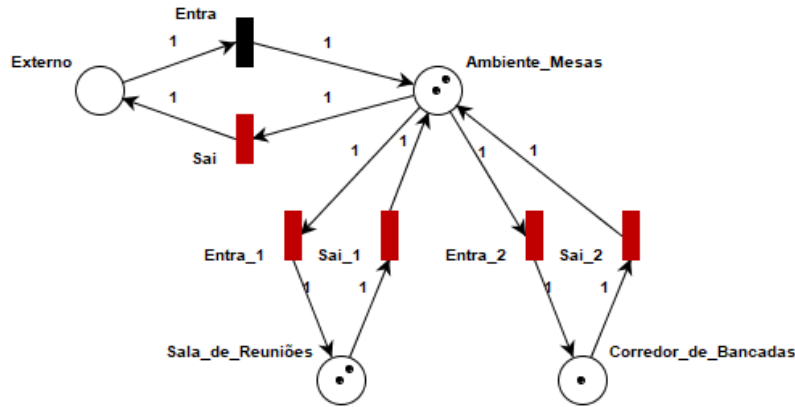 Entra
1
1
Externo
Ambiente_Mesas
1
1
Sai
1
1
1
1
Entra_1
Sai_1
Entra_2
Sai_2
1
1
1
1
Sala_de_Reuniões
Corredor_de_Bancadas